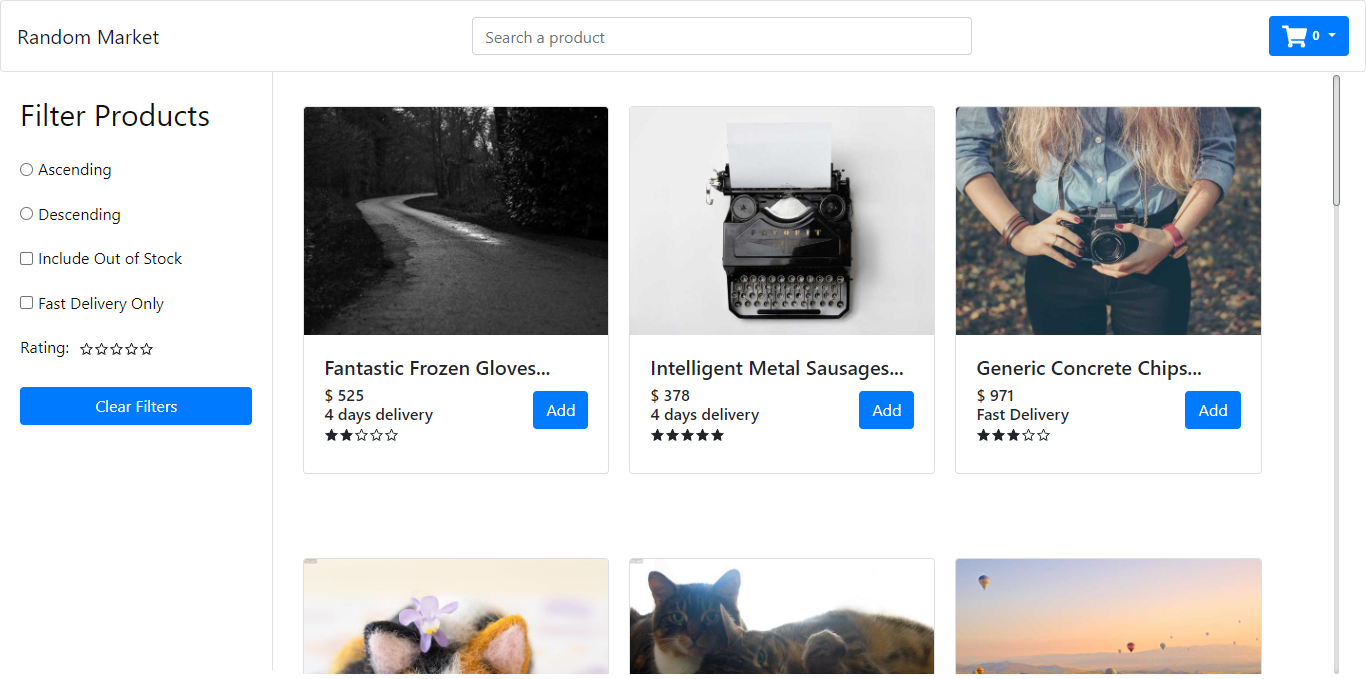 Random Market
Search a product
0
Filter Products
Ascending
Descending
Include Out of Stock
Fast Delivery Only
Rating:
Clear Filters
Fantastic Frozen Gloves...
$ 525
4 days delivery
Add
Intelligent Metal Sausages...
$ 378
4 days delivery
Add
Generic Concrete Chips...
$ 971
Fast Delivery
Add